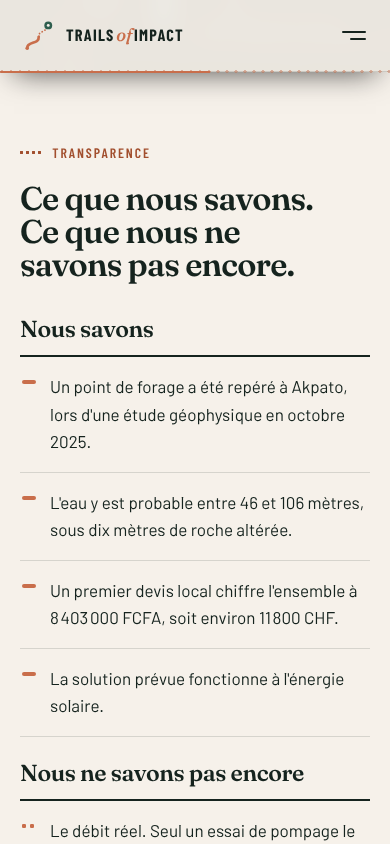 TRAILS of IMPACT
TRANSPARENCE
Ce que nous savons.
Ce que nous ne
savons pas encore.
Nous savons
Un point de forage a été repéré à Akpato,
lors d'une étude géophysique en octobre
2025.
L'eau y est probable entre 46 et 106 mètres,
sous dix mètres de roche altérée.
Un premier devis local chiffre l'ensemble à
8 403 000 FCFA, soit environ 11 800 CHF.
La solution prévue fonctionne à l'énergie
solaire.
Nous ne savons pas encore
Le débit réel. Seul un essai de pompage le